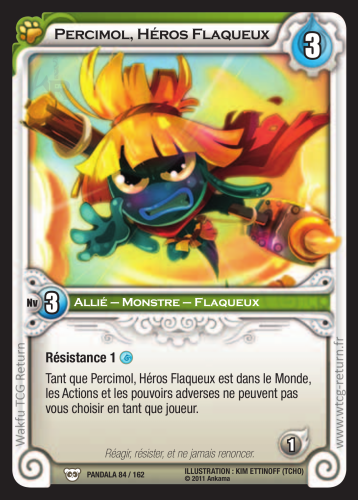 Percimol, Héros Flaqueux
3
Nv 3
Allié – Monstre – Flaqueux
Résistance 1
Tant que Percimol, Héros Flaqueux est dans le Monde,
les Actions et les pouvoirs adverses ne peuvent pas
vous choisir en tant que joueur.
Réagir, résister, et ne jamais renoncer.
1
PANDALA 84 / 162
ILLUSTRATION : KIM ETTINOFF (TCHO)
© 2011 Ankama
Wakfu TCG Return
www.wtcg-return.fr